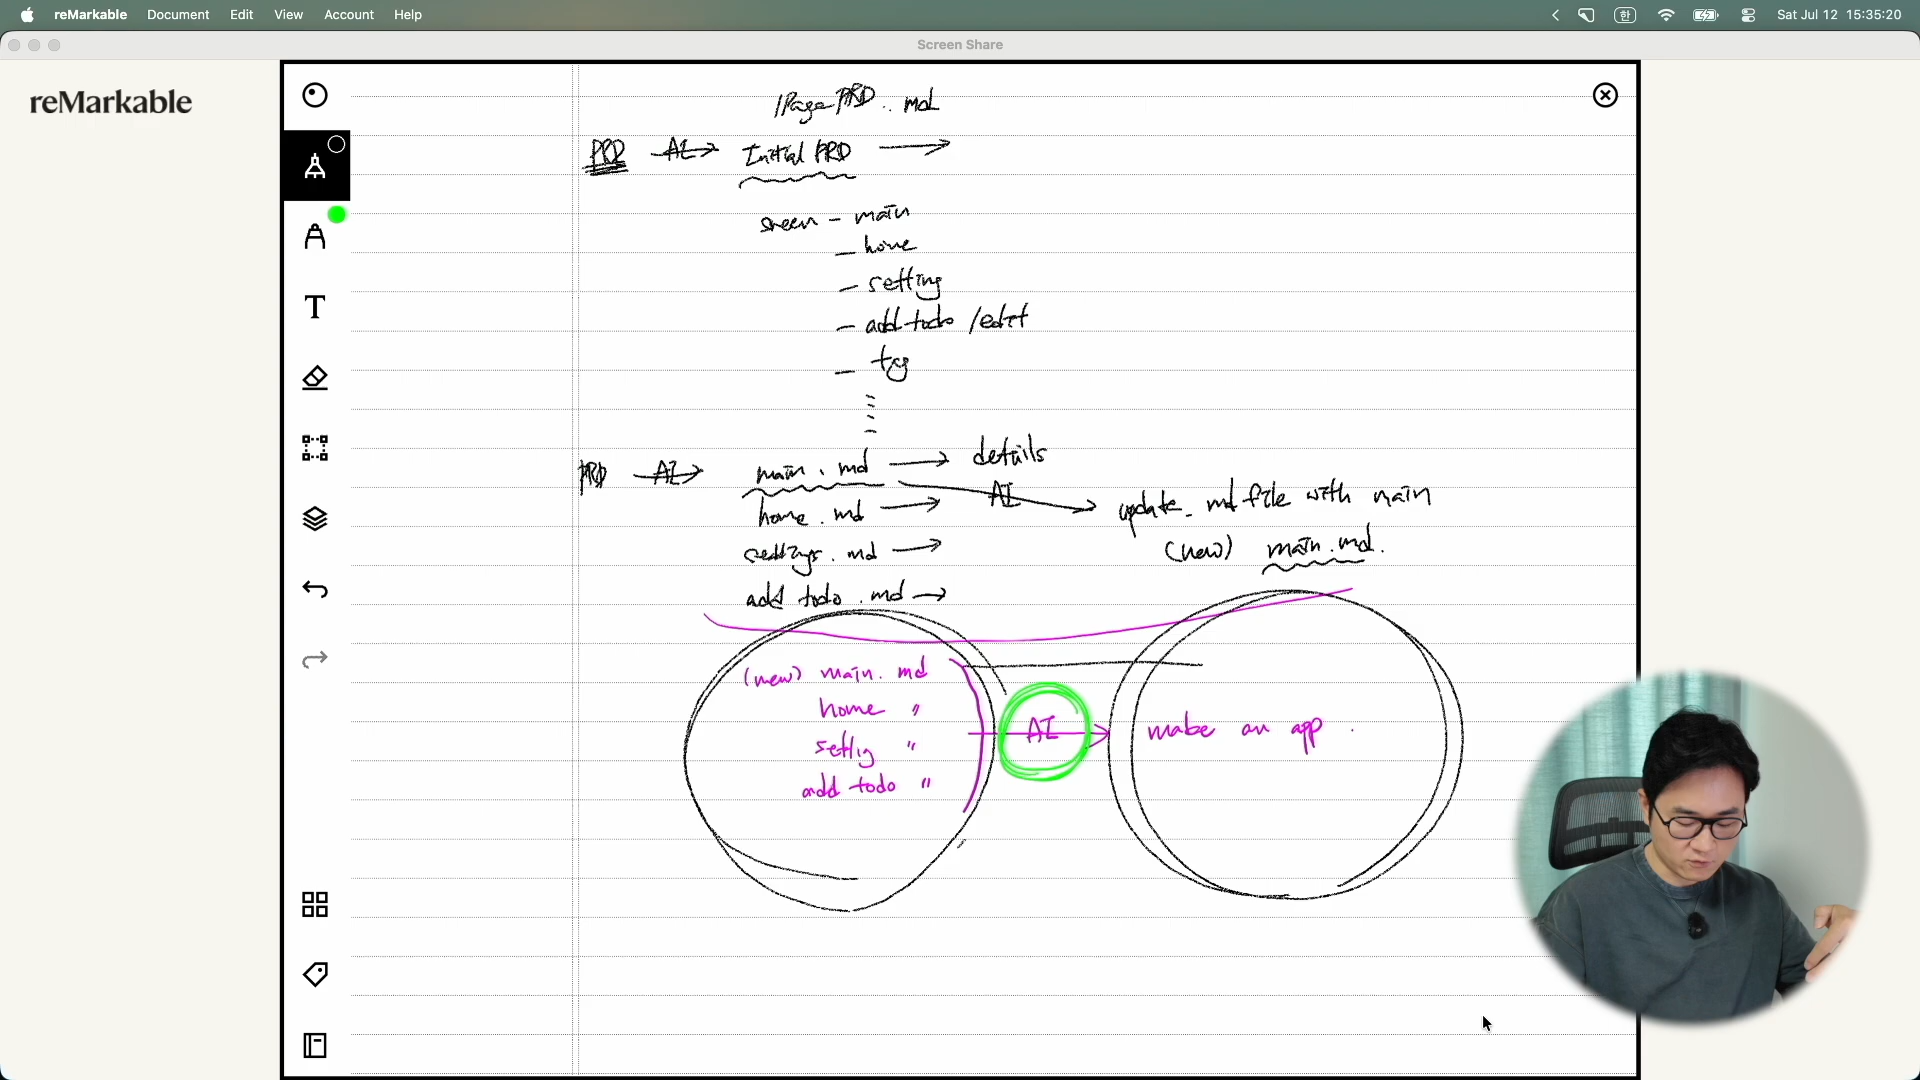 reMarkable Document Edit View Account Help
한 Sat Jul 12 15:35:20
Screen Share
reMarkable
T
1Page PRD .. md
PRD AI Initial PRD
screen - main
- home
- setting
- add todo /edit
-
PRD AI main . md details
home . md AI update . md file with main
settings . md (new) main.md.
add todo . md
(new) main. md
home "
setting "
add todo "
AI
make an app .